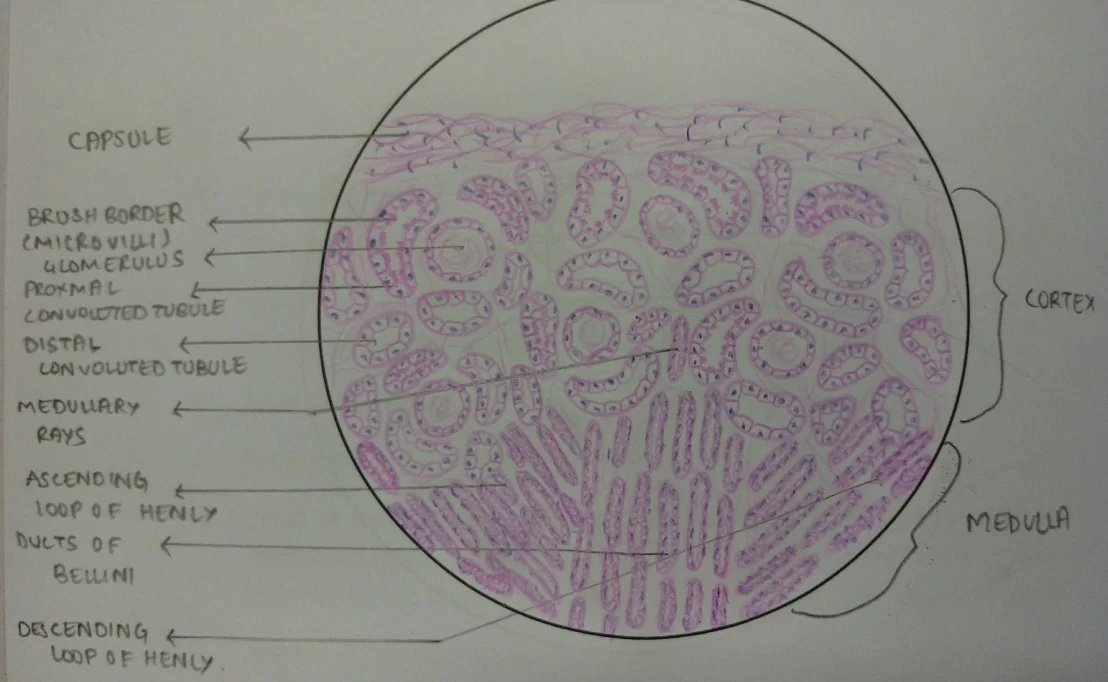 CAPSULE
BRUSH BORDER
(MICROVILLI)
GLOMERULUS
PROXMAL
CONVOLUTED TUBULE
DISTAL
CONVOLUTED TUBULE
MEDULLARY
RAYS
ASCENDING
LOOP OF HENLY
DUCTS OF
BELLINI
DESCENDING
LOOP OF HENLY.
CORTEX
MEDULLA